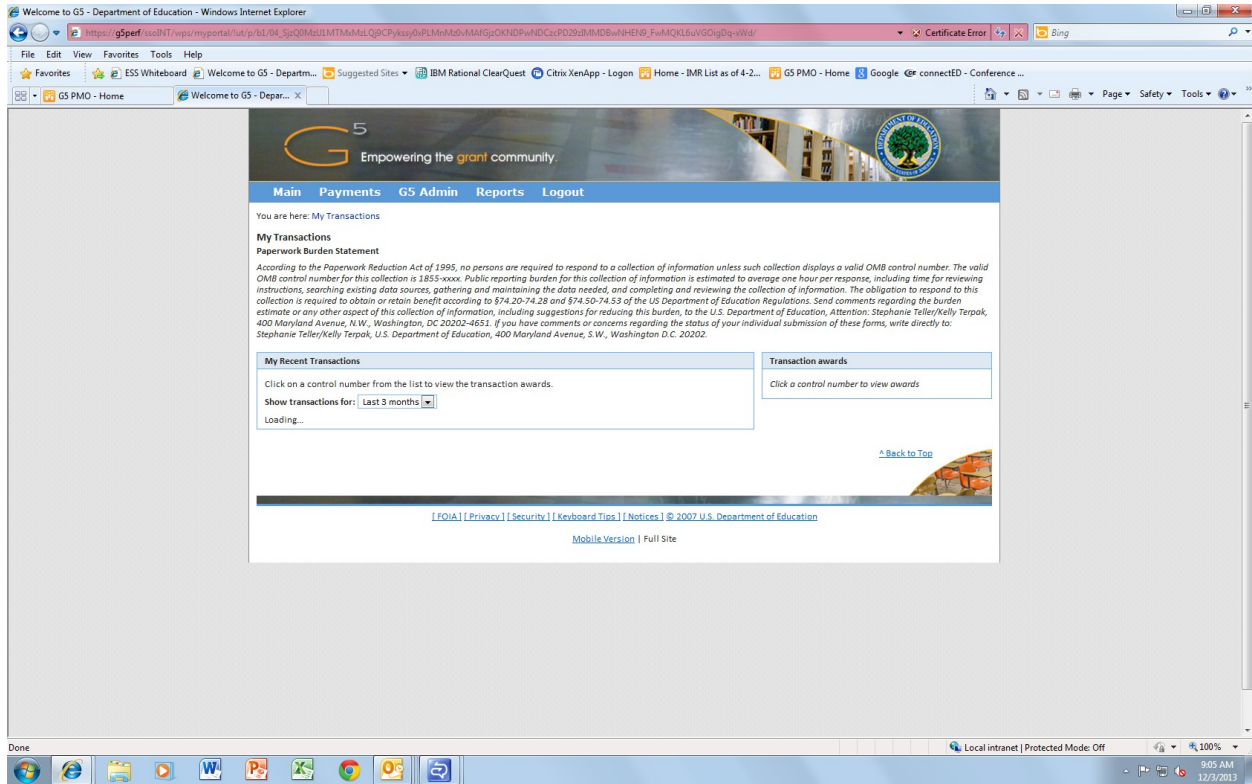 Welcome to G5 - Department of Education - Windows Internet Explorer
Certificate Error
Bing
File Edit View Favorites Tools Help
Favorites ESS Whiteboard Welcome to G5 - Departm... Suggested Sites IBM Rational ClearQuest Citrix XenApp - Logon Home - IMR List as of 4-2... G5 PMO - Home Google connectED - Conference ...
G5 PMO - Home Welcome to G5 - Depar... X Page Safety Tools
G5
Empowering the grant community.
Main Payments G5 Admin Reports Logout
You are here: My Transactions
My Transactions
Paperwork Burden Statement
According to the Paperwork Reduction Act of 1995, no persons are required to respond to a collection of information unless such collection displays a valid OMB control number. The valid
OMB control number for this collection is 1855-xxxx. Public reporting burden for this collection of information is estimated to average one hour per response, including time for reviewing
instructions, searching existing data sources, gathering and maintaining the data needed, and completing and reviewing the collection of information. The obligation to respond to this
collection is required to obtain or retain benefit according to §74.20-74.28 and §74.50-74.53 of the US Department of Education Regulations. Send comments regarding the burden
estimate or any other aspect of this collection of information, including suggestions for reducing this burden, to the U.S. Department of Education, Attention: Stephanie Teller/Kelly Terpak,
400 Maryland Avenue, N.W., Washington, DC 20202-4651. If you have comments or concerns regarding the status of your individual submission of these forms, write directly to:
Stephanie Teller/Kelly Terpak, U.S. Department of Education, 400 Maryland Avenue, S.W., Washington D.C. 20202.
My Recent Transactions
Click on a control number from the list to view the transaction awards.
Show transactions for: Last 3 months
Loading...
Transaction awards
Click a control number to view awards
^ Back to Top
[ FOIA ] [ Privacy ] [ Security ] [ Keyboard Tips ] [ Notices ] © 2007 U.S. Department of Education
Mobile Version | Full Site
Done
Local intranet | Protected Mode: Off
100%
9:05 AM
12/3/2013